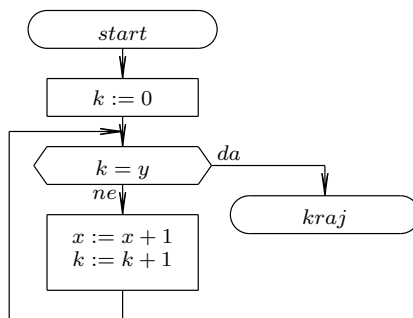 start
k := 0
k = y
da
ne
x := x + 1
k := k + 1
kraj